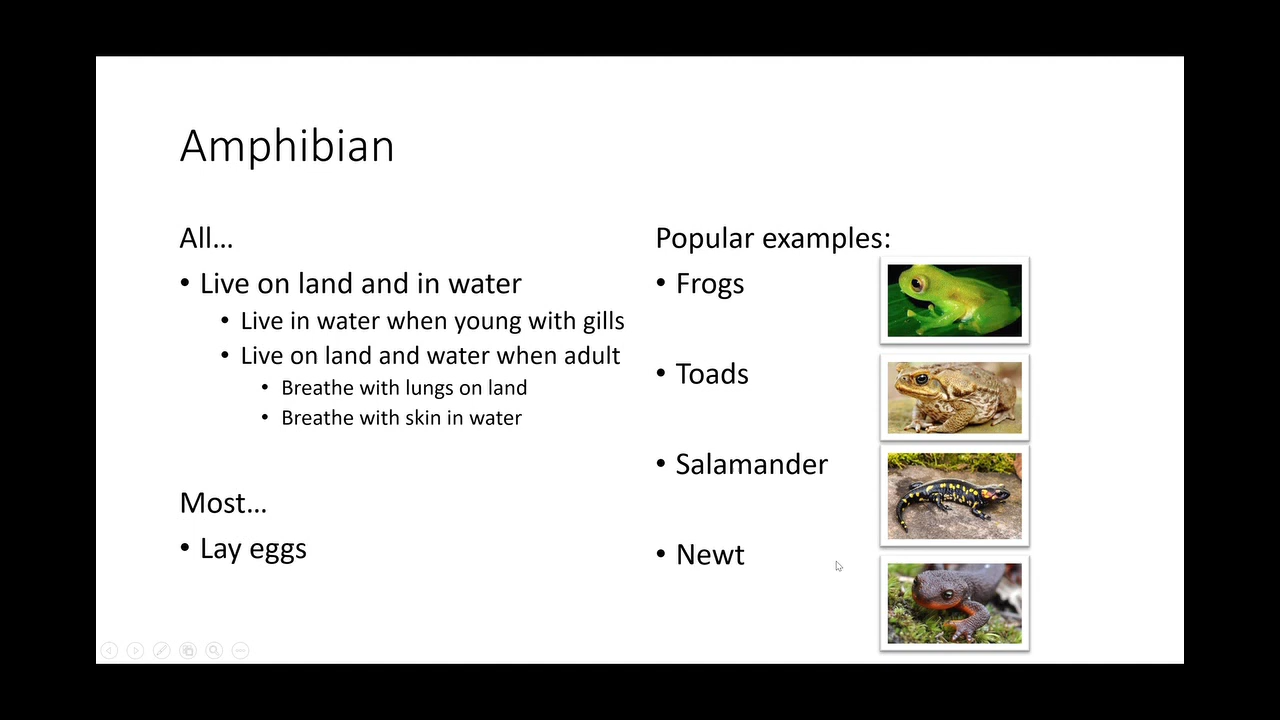 Amphibian
All...
• Live on land and in water
• Live in water when young with gills
• Live on land and water when adult
• Breathe with lungs on land
• Breathe with skin in water
Most...
• Lay eggs
Popular examples:
• Frogs
• Toads
• Salamander
• Newt